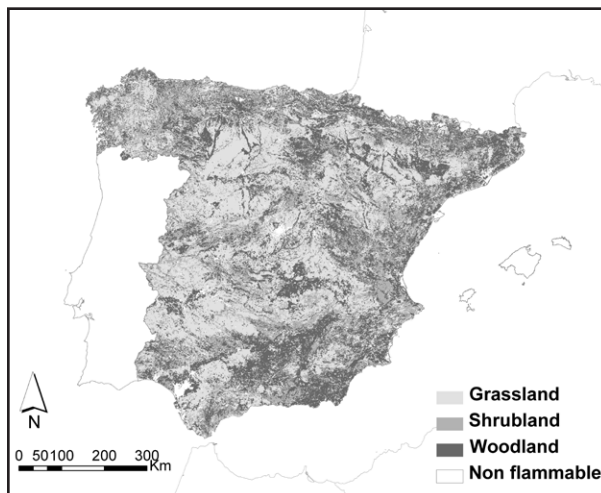 Grassland
Shrubland
Woodland
Non flammable
N
0 50100 200 300
Km